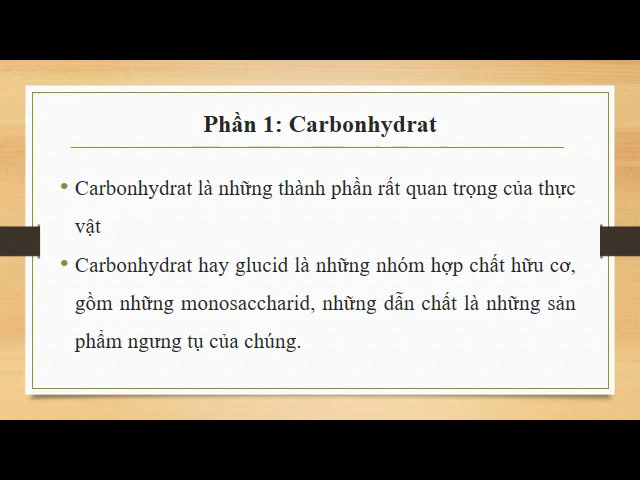 Phần 1: Carbonhydrat
• Carbonhydrat là những thành phần rất quan trọng của thực
vật
• Carbonhydrat hay glucid là những nhóm hợp chất hữu cơ,
gồm những monosaccharid, những dẫn chất là những sản
phẩm ngưng tụ của chúng.